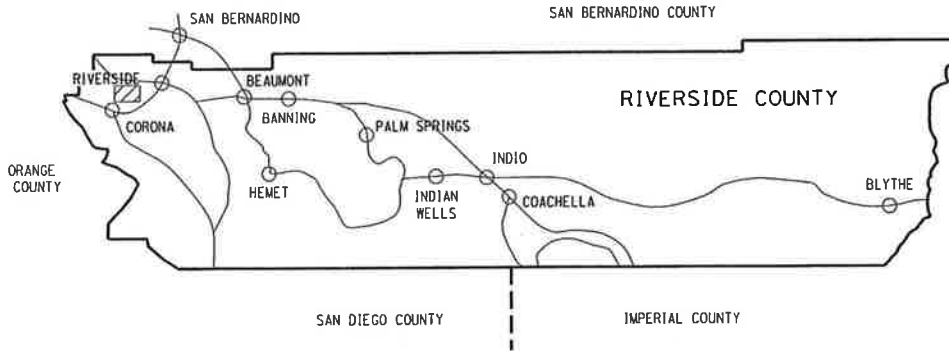 SAN BERNARDINO
SAN BERNARDINO COUNTY
RIVERSIDE
BEAUMONT
RIVERSIDE COUNTY
BANNING
CORONA
PALM SPRINGS
ORANGE
COUNTY
INDIO
HEMET
INDIAN
WELLS
COACHELLA
BLYTHE
SAN DIEGO COUNTY
IMPERIAL COUNTY